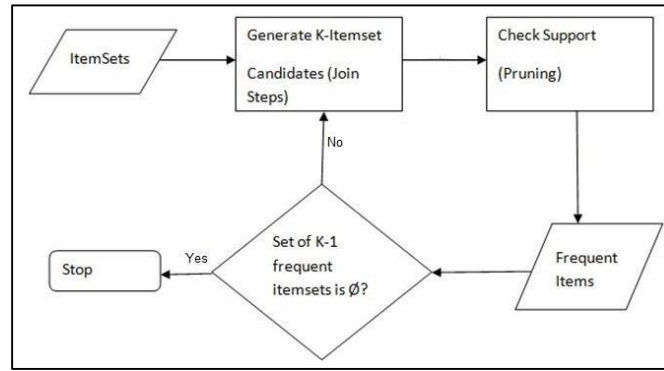 ItemSets
Generate K-Itemset
Candidates (Join
Steps)
Check Support
(Pruning)
No
Set of K-1
frequent
itemsets is Ø?
Yes
Stop
Frequent
Items